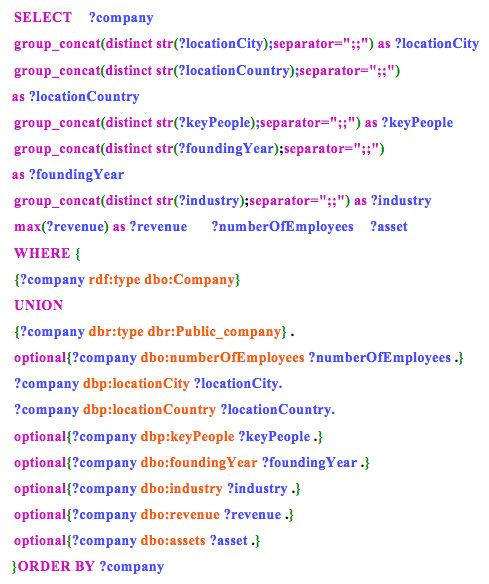 SELECT ?company
group_concat(distinct str(?locationCity);separator=";;") as ?locationCity
group_concat(distinct str(?locationCountry);separator=";;")
as ?locationCountry
group_concat(distinct str(?keyPeople);separator=";;") as ?keyPeople
group_concat(distinct str(?foundingYear);separator=";;")
as ?foundingYear
group_concat(distinct str(?industry);separator=";;") as ?industry
max(?revenue) as ?revenue ?numberOfEmployees ?asset
WHERE {
{?company rdf:type dbo:Company}
UNION
{?company dbr:type dbr:Public_company} .
optional{?company dbo:numberOfEmployees ?numberOfEmployees .}
?company dbp:locationCity ?locationCity.
?company dbp:locationCountry ?locationCountry.
optional{?company dbp:keyPeople ?keyPeople .}
optional{?company dbo:foundingYear ?foundingYear .}
optional{?company dbo:industry ?industry .}
optional{?company dbo:revenue ?revenue .}
optional{?company dbo:assets ?asset .}
}ORDER BY ?company